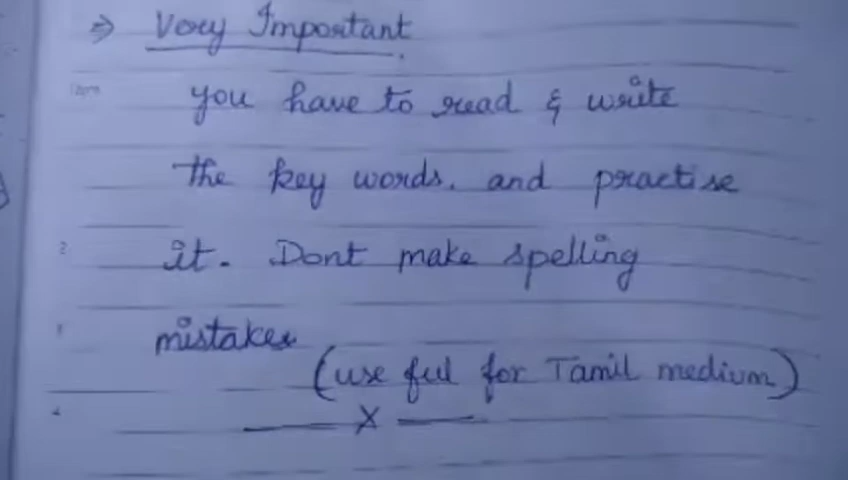 ⇒ Very Important.
you have to read & write
the key words. and practise
it. Dont make spelling
mistakes
(use ful for Tamil medium)
—— X ——